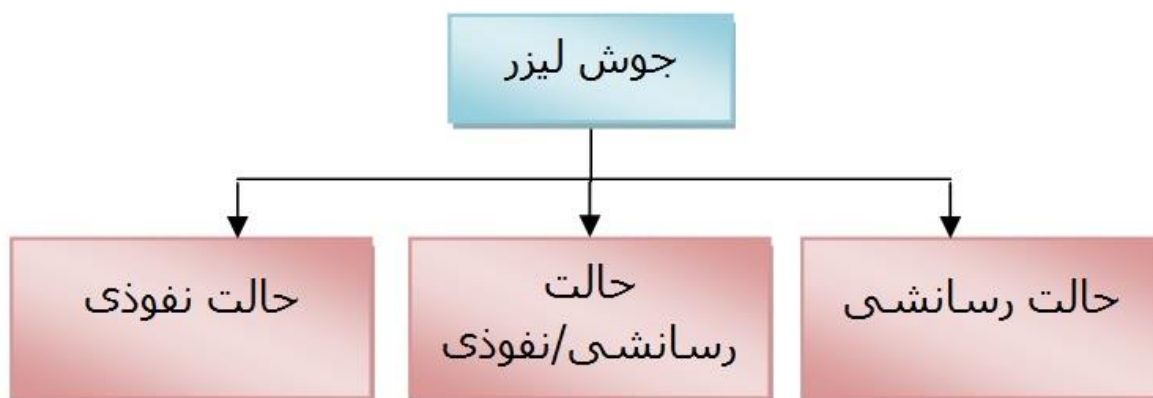 جوش لیزر
حالت رسانشی
حالت
رسانشی/نفوذی
حالت نفوذی